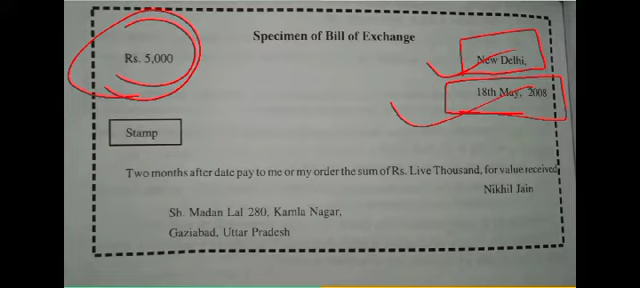 Specimen of Bill of Exchange
Rs. 5,000
New Delhi,
18th May, 2008
Stamp
Two months after date pay to me or my order the sum of Rs. Live Thousand, for value received
Nikhil Jain
Sh. Madan Lal 280, Kamla Nagar,
Gaziabad, Uttar Pradesh